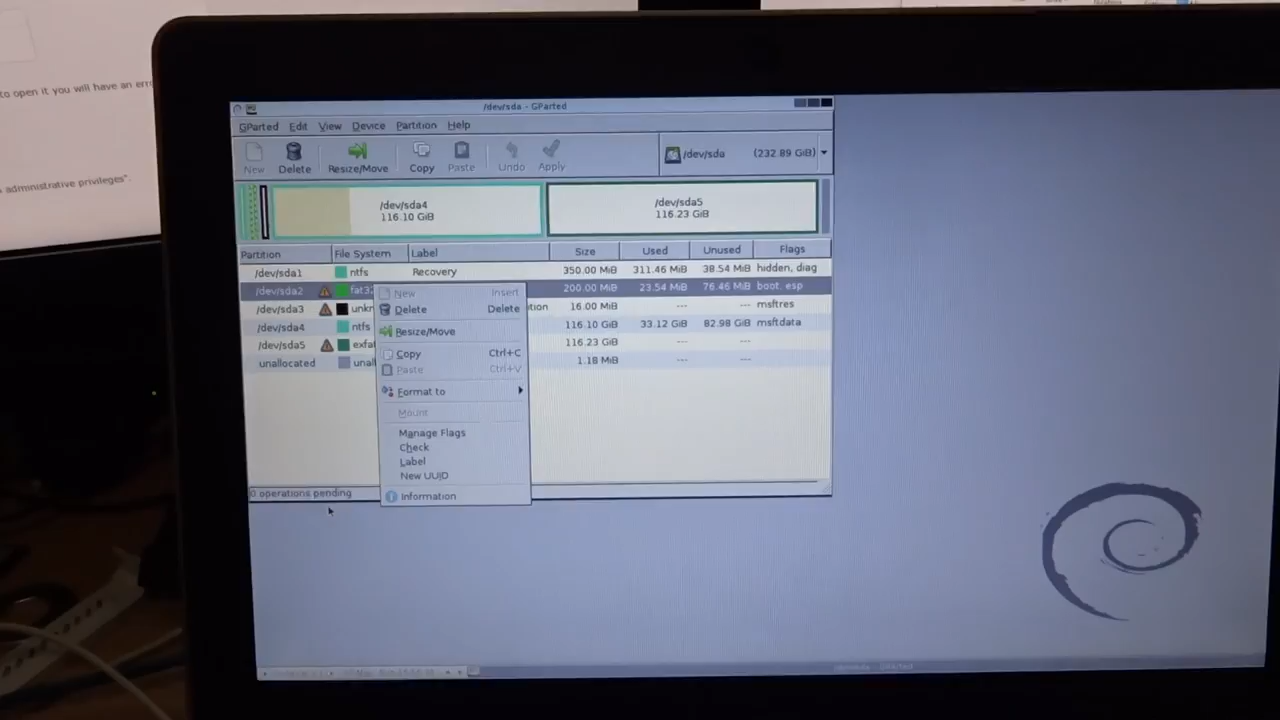 to open it you will have an erro
administrative privileges".
/dev/sda - GParted
GParted Edit View Device Partition Help
New Delete Resize/Move Copy Paste Undo Apply /dev/sda (232.89 GiB)
/dev/sda4
116.10 GiB
/dev/sda5
116.23 GiB
Partition File System Label Size Used Unused Flags
/dev/sda1 ntfs Recovery 350.00 MiB 311.46 MiB 38.54 MiB hidden, diag
/dev/sda2 fat32 200.00 MiB 23.54 MiB 76.46 MiB boot, esp
/dev/sda3 unkn tion 16.00 MiB --- --- msftres
/dev/sda4 ntfs 116.10 GiB 33.12 GiB 82.98 GiB msftdata
/dev/sda5 exfat 116.23 GiB --- ---
unallocated unall 1.18 MiB --- ---
New Insert
Delete Delete
Resize/Move
Copy Ctrl+C
Paste Ctrl+V
Format to
Mount
Manage Flags
Check
Label
New UUID
Information
0 operations pending